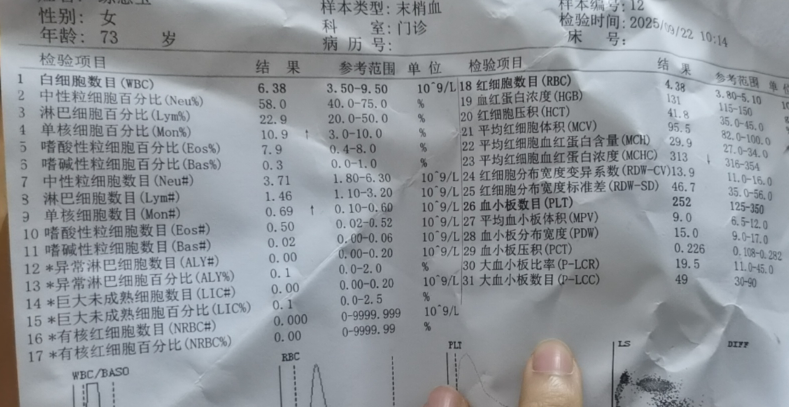 性别: 女
样本类型: 末梢血
样本编号: 12
年龄: 73 岁
科 室: 门诊
检验时间: 2025/09/22 10:14
病 历 号:
床 号:
检验项目 结 果 参考范围 单 位 检验项目 结 果 参考范围 单 位
1 白细胞数目(WBC) 6.38 3.50-9.50 10^9/L 18 红细胞数目(RBC) 4.38 3.80-5.10
2 中性粒细胞百分比(Neu%) 58.0 40.0-75.0 % 19 血红蛋白浓度(HGB) 131 115-150
3 淋巴细胞百分比(Lym%) 22.9 20.0-50.0 % 20 红细胞压积(HCT) 41.8 35.0-45.0
4 单核细胞百分比(Mon%) 10.9 ↑ 3.0-10.0 % 21 平均红细胞体积(MCV) 95.5 82.0-100.0
5 嗜酸性粒细胞百分比(Eos%) 7.9 0.4-8.0 % 22 平均红细胞血红蛋白含量(MCH) 29.9 27.0-34.0
6 嗜碱性粒细胞百分比(Bas%) 0.3 0.0-1.0 % 23 平均红细胞血红蛋白浓度(MCHC) 313 ↓ 316-354
7 中性粒细胞数目(Neu#) 3.71 1.80-6.30 10^9/L 24 红细胞分布宽度变异系数(RDW-CV) 13.9 11.0-16.0
8 淋巴细胞数目(Lym#) 1.46 1.10-3.20 10^9/L 25 红细胞分布宽度标准差(RDW-SD) 46.7 35.0-56.0
9 单核细胞数目(Mon#) 0.69 ↑ 0.10-0.60 10^9/L 26 血小板数目(PLT) 252 125-350
10 嗜酸性粒细胞数目(Eos#) 0.50 0.02-0.52 10^9/L 27 平均血小板体积(MPV) 9.0 6.5-12.0
11 嗜碱性粒细胞数目(Bas#) 0.02 0.00-0.06 10^9/L 28 血小板分布宽度(PDW) 15.0 9.0-17.0
12 *异常淋巴细胞数目(ALY#) 0.00 0.00-0.20 10^9/L 29 血小板压积(PCT) 0.226 0.108-0.282
13 *异常淋巴细胞百分比(ALY%) 0.1 0.0-2.0 % 30 大血小板比率(P-LCR) 19.5 11.0-45.0
14 *巨大未成熟细胞数目(LIC#) 0.00 0.00-0.20 10^9/L 31 大血小板数目(P-LCC) 49 30-90
15 *巨大未成熟细胞百分比(LIC%) 0.1 0.0-2.5 %
16 *有核红细胞数目(NRBC#) 0.000 0-9999.999 10^9/L
17 *有核红细胞百分比(NRBC%) 0.00 0-9999.99 %
WBC/BASO RBC PLT LS DIFF